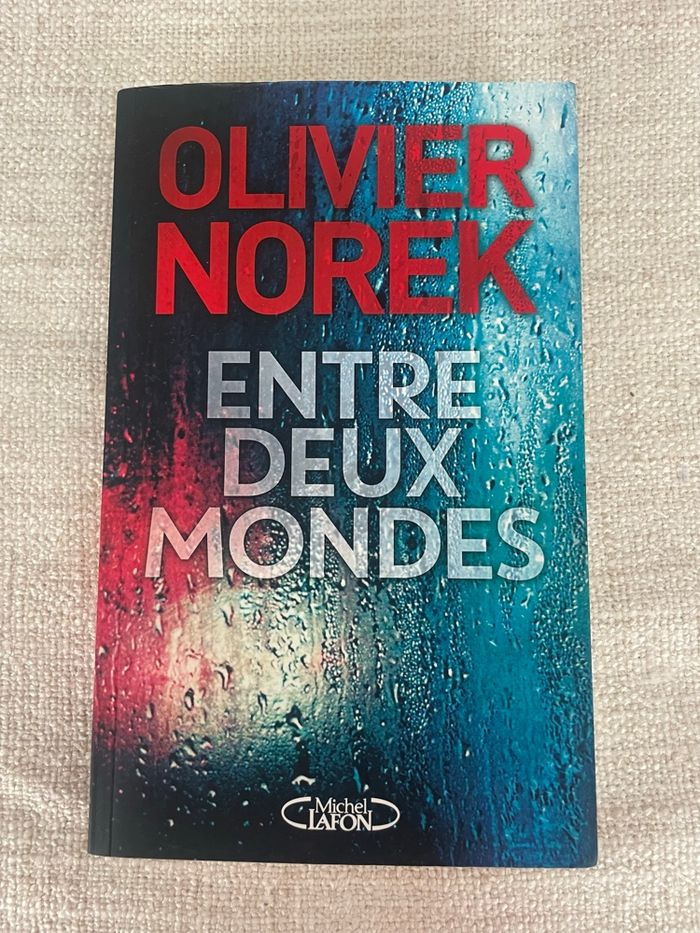 OLIVIER
NOREK
ENTRE
DEUX
MONDES
Michel
LAFON